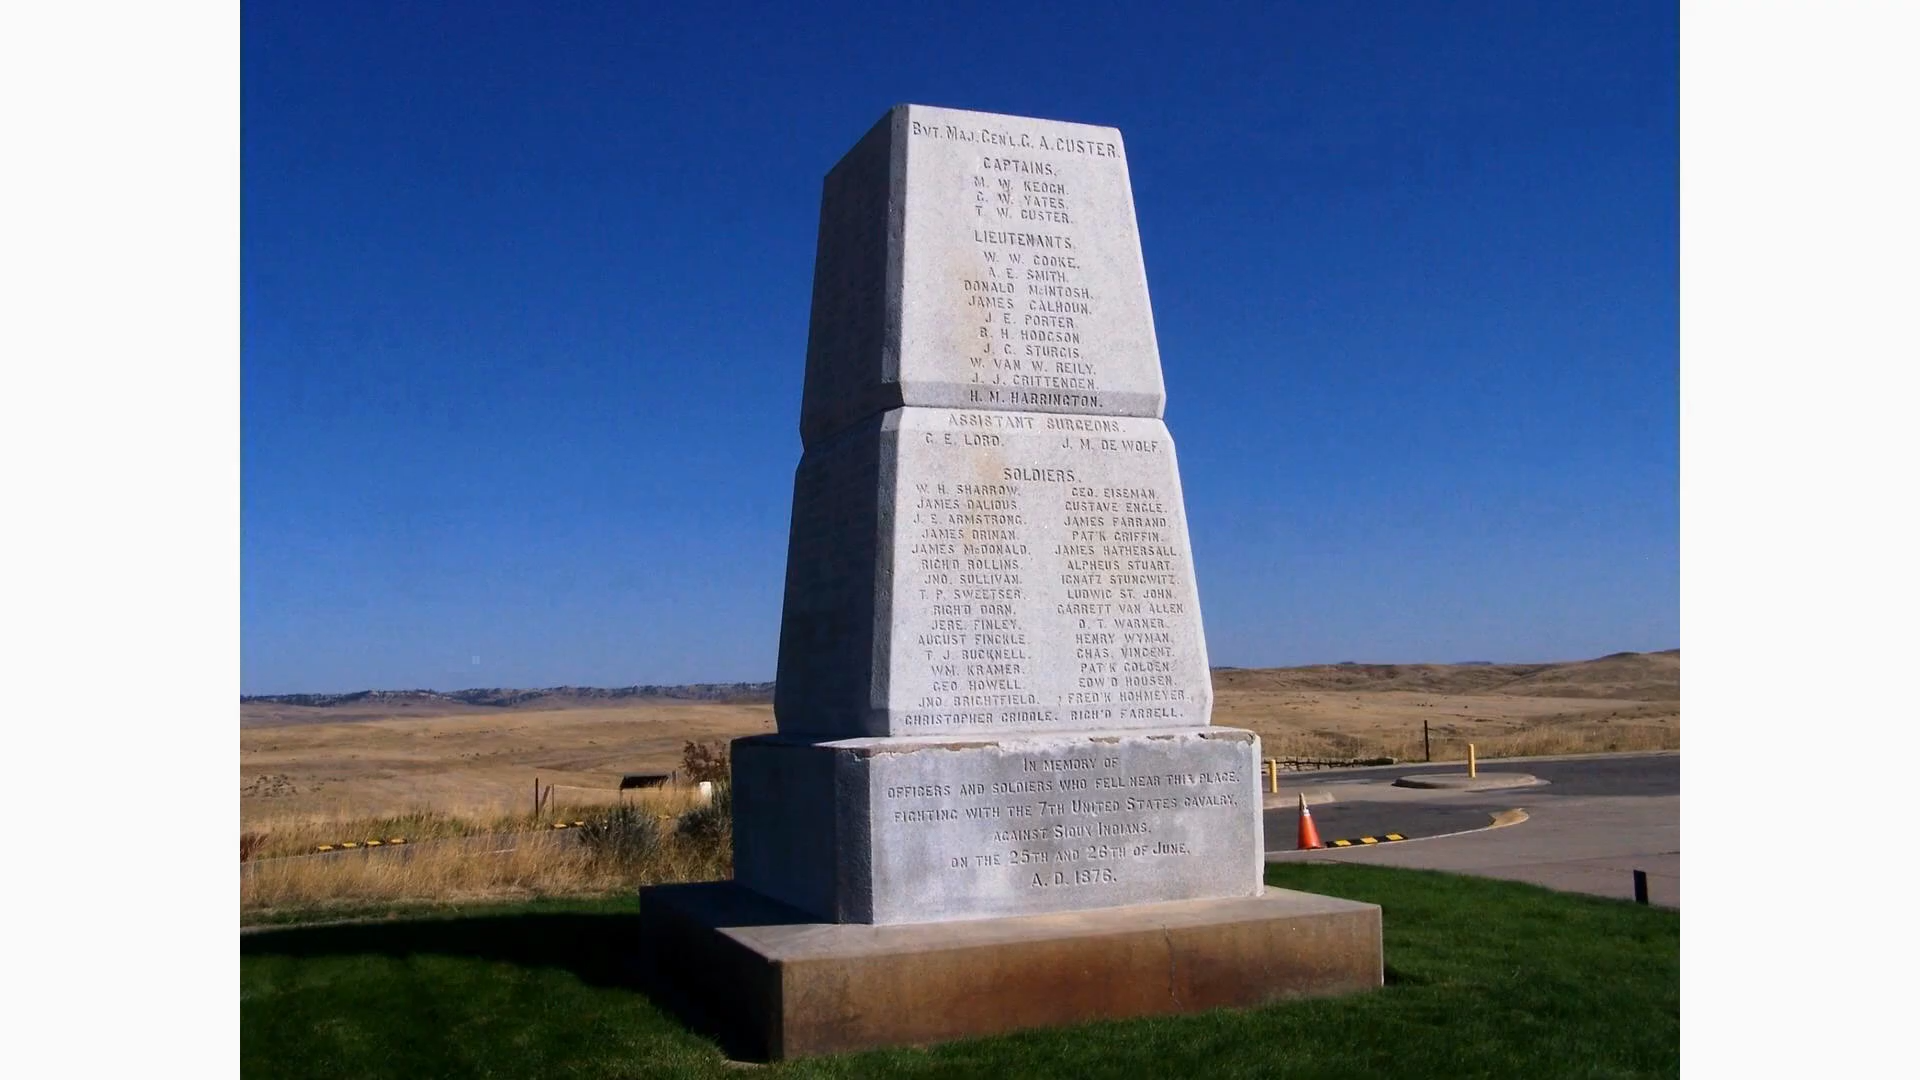 BVT. MAJ. GEN'L. G. A. CUSTER.
CAPTAINS.
M. W. KEOGH.
G. W. YATES.
T. W. CUSTER.
LIEUTENANTS.
W. W. COOKE.
A. E. SMITH.
DONALD McINTOSH.
JAMES CALHOUN.
J. E. PORTER.
B. H. HODGSON
J. G. STURGIS.
W. VAN W. REILY.
J. J. CRITTENDEN.
H. M. HARRINGTON.
ASSISTANT SURGEONS.
G. E. LORD. J. M. DE WOLF.
SOLDIERS.
W. H. SHARROW. GEO. EISEMAN.
JAMES DALIOUS. GUSTAVE ENGLE.
J. E. ARMSTRONG. JAMES FARRAND.
JAMES DRINAN. PAT'K GRIFFIN.
JAMES McDONALD. JAMES HATHERSALL.
RICH'D ROLLINS. ALPHEUS STUART.
JNO. SULLIVAN. IGNATZ STUNGWITZ.
T. P. SWEETSER. LUDWIG ST. JOHN.
RICH'D DORN. GARRETT VAN ALLEN
JERE. FINLEY. O. T. WARNER.
AUGUST FINCKLE. HENRY WYMAN.
T. J. BUCKNELL. CHAS. VINCENT.
WM. KRAMER. PAT'K GOLDEN.
GEO. HOWELL. EDW'D HOUSEN.
JNO. BRIGHTFIELD. FRED'K HOHMEYER.
CHRISTOPHER CRIDDLE. RICH'D FARRELL.
IN MEMORY OF
OFFICERS AND SOLDIERS WHO FELL NEAR THIS PLACE.
FIGHTING WITH THE 7TH UNITED STATES CAVALRY.
AGAINST SIOUX INDIANS.
ON THE 25TH AND 26TH OF JUNE.
A. D. 1876.